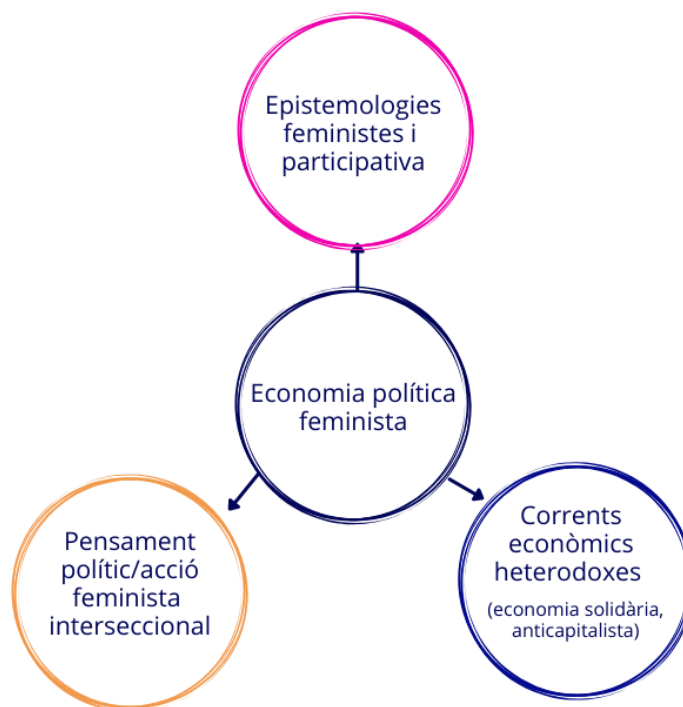 Epistemologies
feministes i
participativa
Economia política
feminista
Pensament
polític/acció
feminista
interseccional
Corrents
econòmics
heterodoxes
(economia solidària,
anticapitalista)